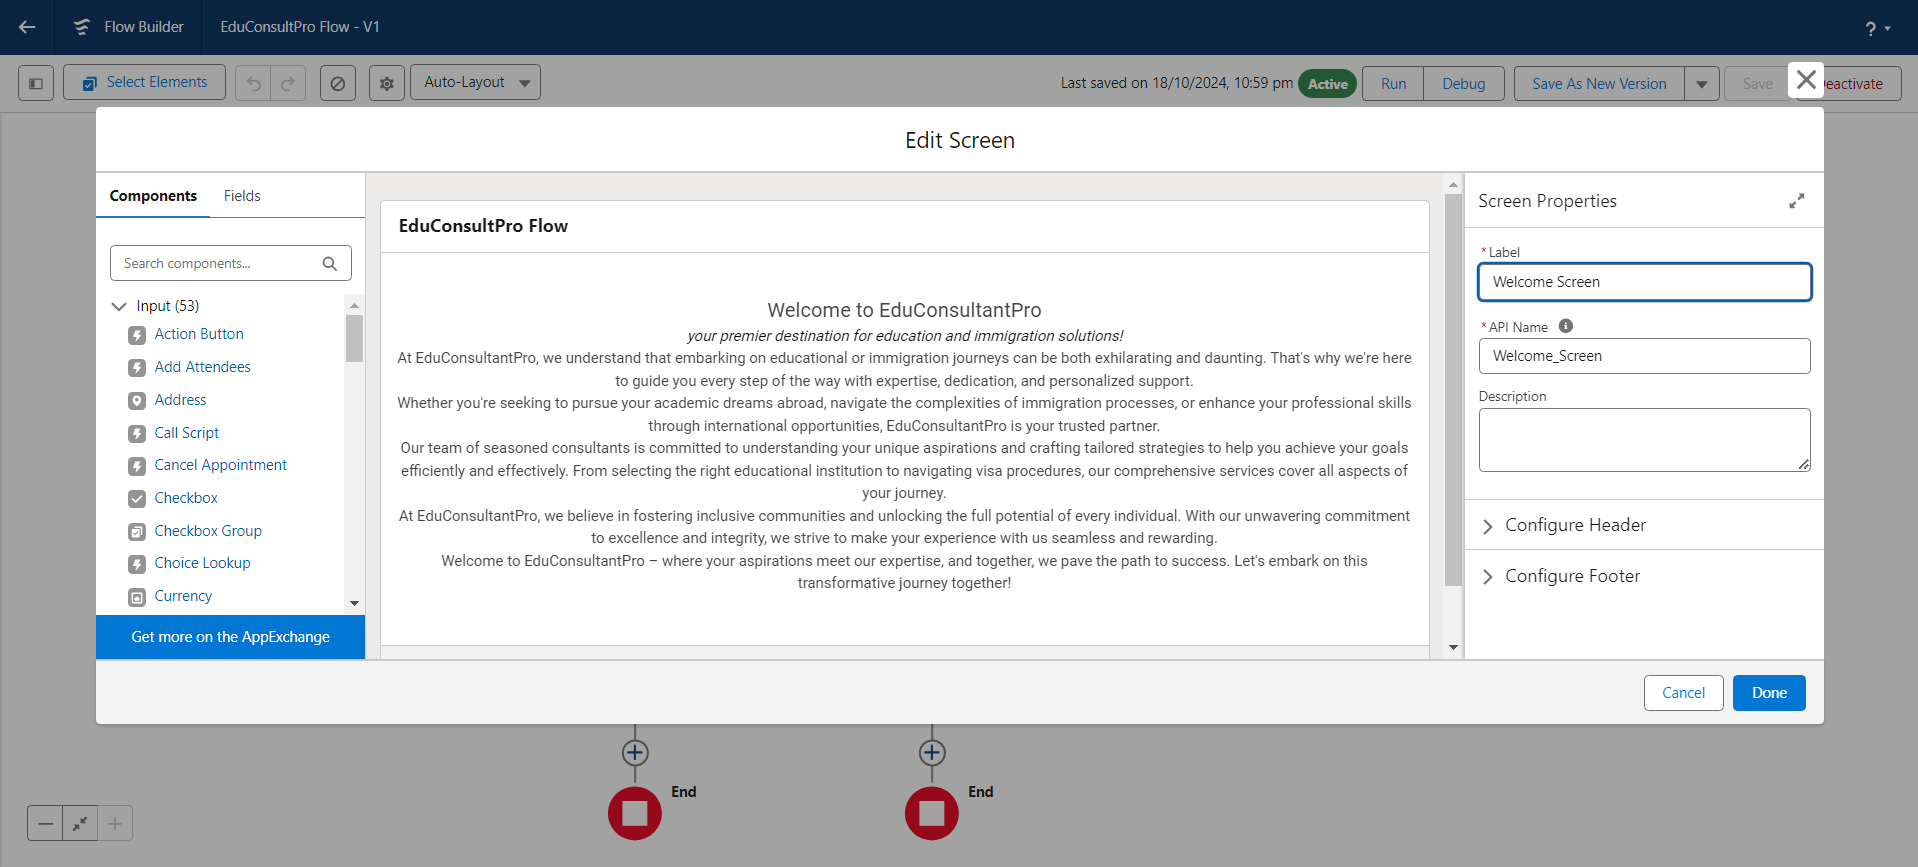 Flow Builder
EduConsultPro Flow - V1
?
Select Elements
Auto-Layout
Last saved on 18/10/2024, 10:59 pm
Active
Run
Debug
Save As New Version
Save
eactivate
Edit Screen
Components
Fields
Search components...
Input (53)
Action Button
Add Attendees
Address
Call Script
Cancel Appointment
Checkbox
Checkbox Group
Choice Lookup
Currency
Get more on the AppExchange
EduConsultPro Flow
Welcome to EduConsultantPro
your premier destination for education and immigration solutions!
At EduConsultantPro, we understand that embarking on educational or immigration journeys can be both exhilarating and daunting. That's why we're here
to guide you every step of the way with expertise, dedication, and personalized support.
Whether you're seeking to pursue your academic dreams abroad, navigate the complexities of immigration processes, or enhance your professional skills
through international opportunities, EduConsultantPro is your trusted partner.
Our team of seasoned consultants is committed to understanding your unique aspirations and crafting tailored strategies to help you achieve your goals
efficiently and effectively. From selecting the right educational institution to navigating visa procedures, our comprehensive services cover all aspects of
your journey.
At EduConsultantPro, we believe in fostering inclusive communities and unlocking the full potential of every individual. With our unwavering commitment
to excellence and integrity, we strive to make your experience with us seamless and rewarding.
Welcome to EduConsultantPro – where your aspirations meet our expertise, and together, we pave the path to success. Let's embark on this
transformative journey together!
Screen Properties
* Label
Welcome Screen
* API Name
Welcome_Screen
Description
Configure Header
Configure Footer
Cancel
Done
End
End